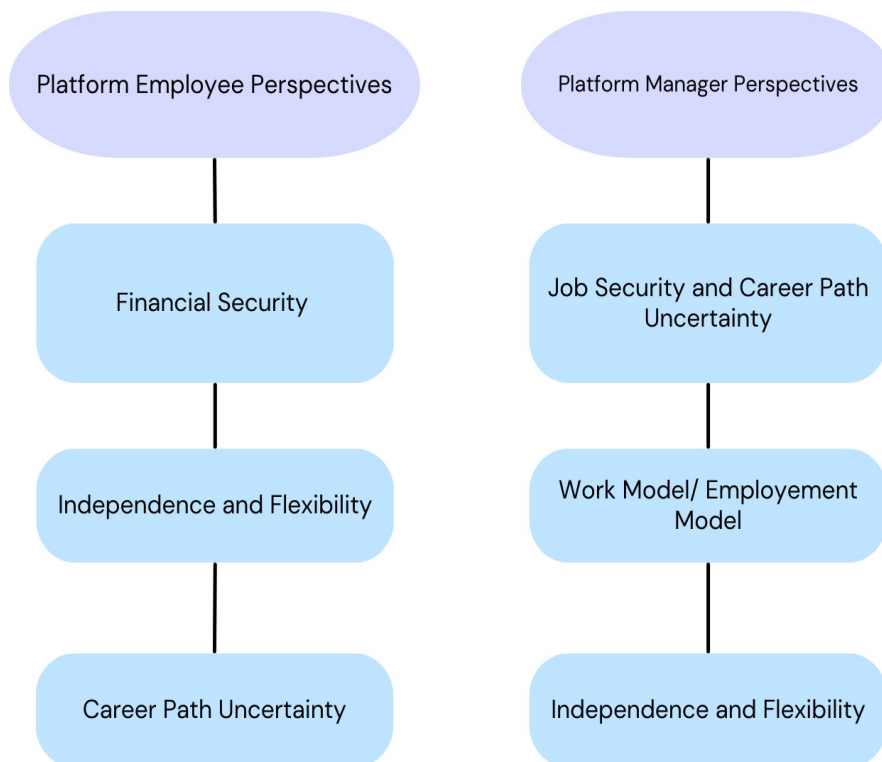 Platform Employee Perspectives
Financial Security
Independence and Flexibility
Career Path Uncertainty
Platform Manager Perspectives
Job Security and Career Path
Uncertainty
Work Model/ Employement
Model
Independence and Flexibility